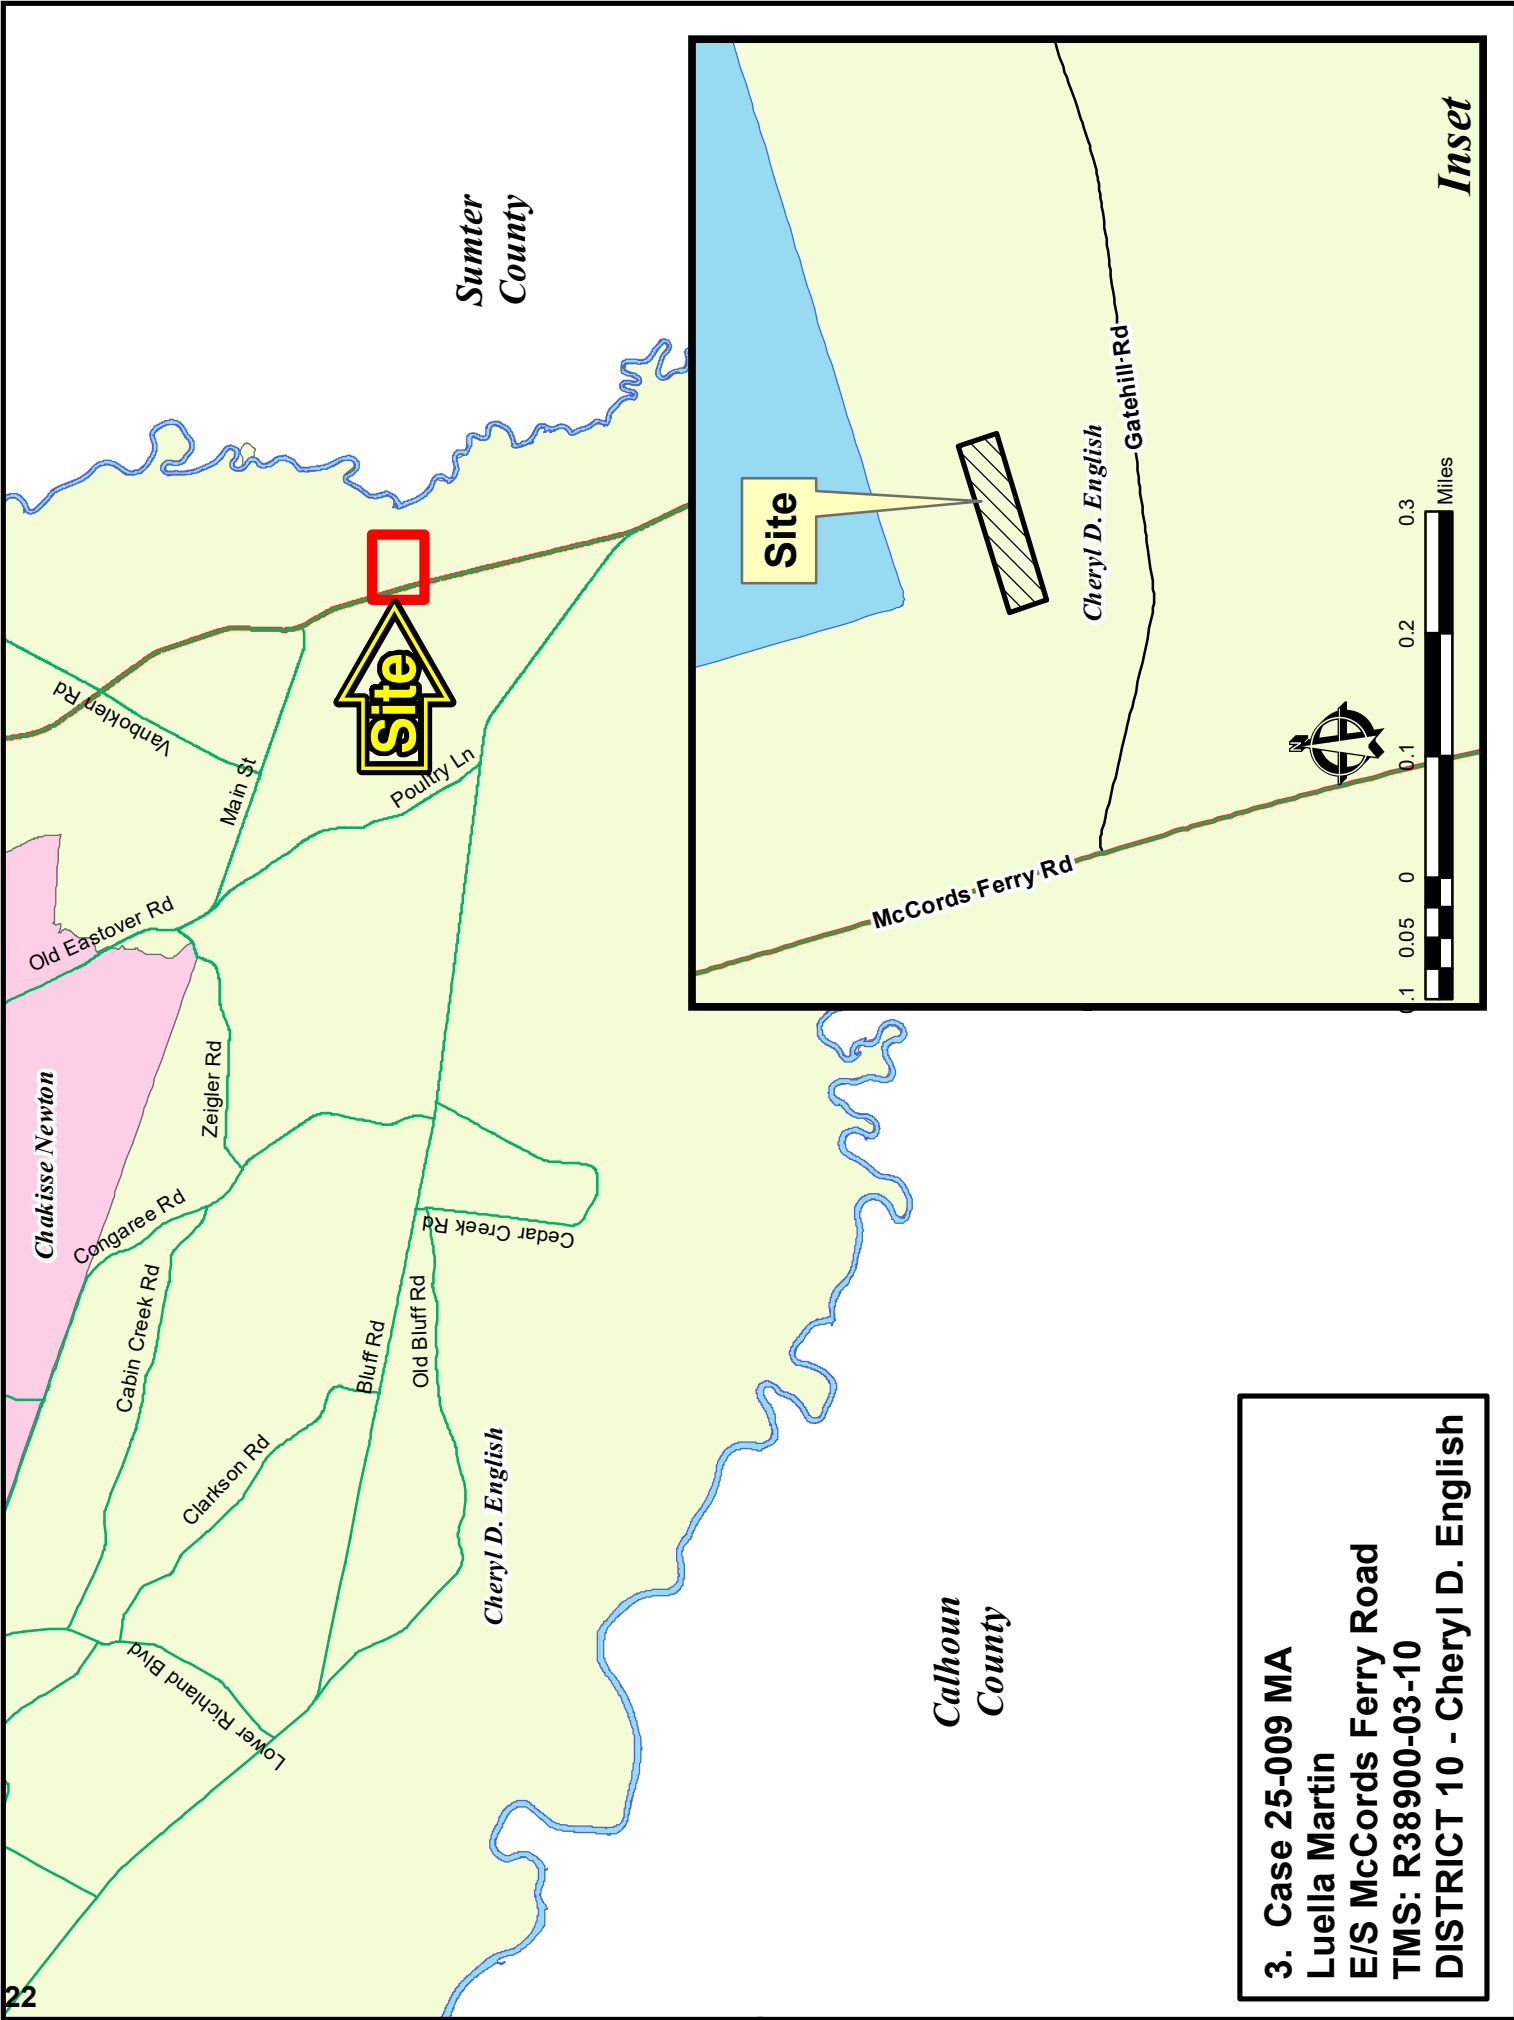 22
Chakisse Newton
Vanboklen Rd
Main St
Old Eastover Rd
Poultry Ln
Zeigler Rd
Congaree Rd
Cabin Creek Rd
Clarkson Rd
Bluff Rd
Old Bluff Rd
Cedar Creek Rd
Lower Richland Blvd
Cheryl D. English
Site
Sumter
County
Calhoun
County
Site
Cheryl D. English
Gatehill Rd
McCords Ferry Rd
N
0.1 0.05 0 0.1 0.2 0.3
Miles
Inset
3. Case 25-009 MA
Luella Martin
E/S McCords Ferry Road
TMS: R38900-03-10
DISTRICT 10 - Cheryl D. English